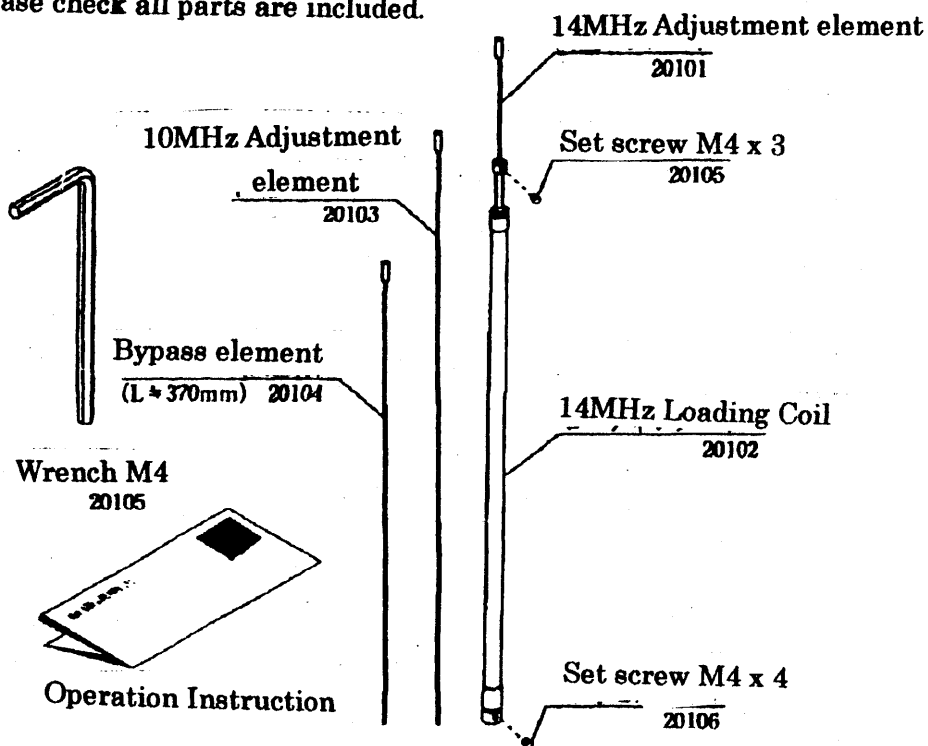 ase check all parts are included.
14MHz Adjustment element
20101
10MHz Adjustment
element
20103
Set screw M4 x 3
20105
Bypass element
(L ≒ 370mm) 20104
14MHz Loading Coil
20102
Wrench M4
20105
Operation Instruction
Set screw M4 x 4
20106